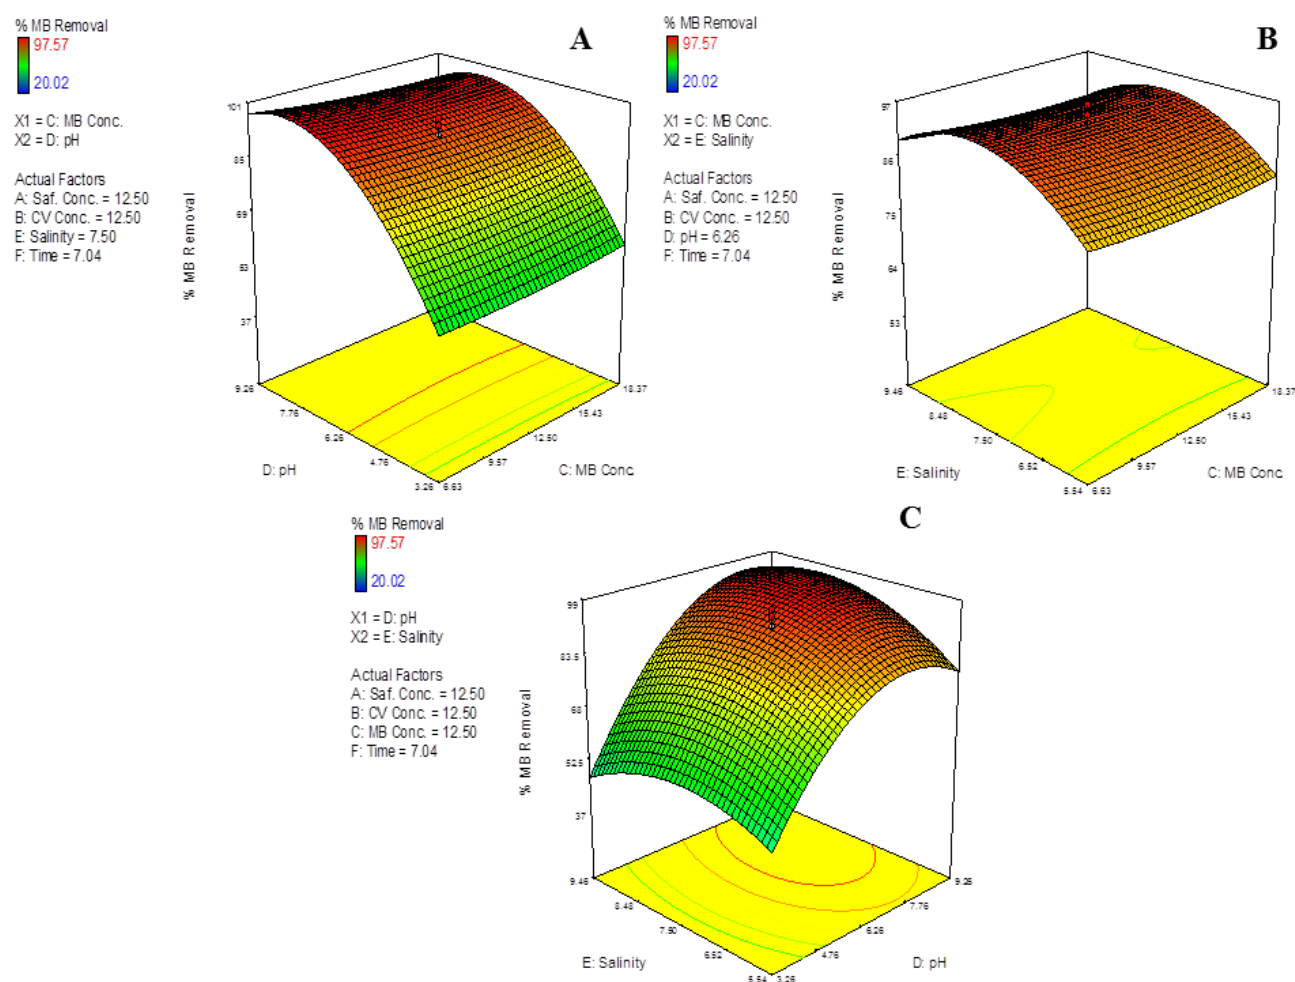 % MB Removal
97.57
20.02
X1 = C: MB Conc.
X2 = D: pH
Actual Factors
A: Saf. Conc. = 12.50
B: CV Conc. = 12.50
E: Salinity = 7.50
F: Time = 7.04
A
101
85
69
53
37
% MB Removal
9.26
7.76
6.26
4.76
3.26
6.63
9.57
12.50
15.43
18.37
D: pH
C: MB Conc.
% MB Removal
97.57
20.02
X1 = C: MB Conc.
X2 = E: Salinity
Actual Factors
A: Saf. Conc. = 12.50
B: CV Conc. = 12.50
D: pH = 6.26
F: Time = 7.04
B
97
86
75
64
53
% MB Removal
9.46
8.48
7.50
6.52
5.54
6.63
9.57
12.50
15.43
18.37
E: Salinity
C: MB Conc.
% MB Removal
97.57
20.02
X1 = D: pH
X2 = E: Salinity
Actual Factors
A: Saf. Conc. = 12.50
B: CV Conc. = 12.50
C: MB Conc. = 12.50
F: Time = 7.04
C
99
83.5
68
52.5
37
% MB Removal
9.46
8.48
7.50
6.52
5.54
3.26
4.76
6.26
7.76
9.26
E: Salinity
D: pH